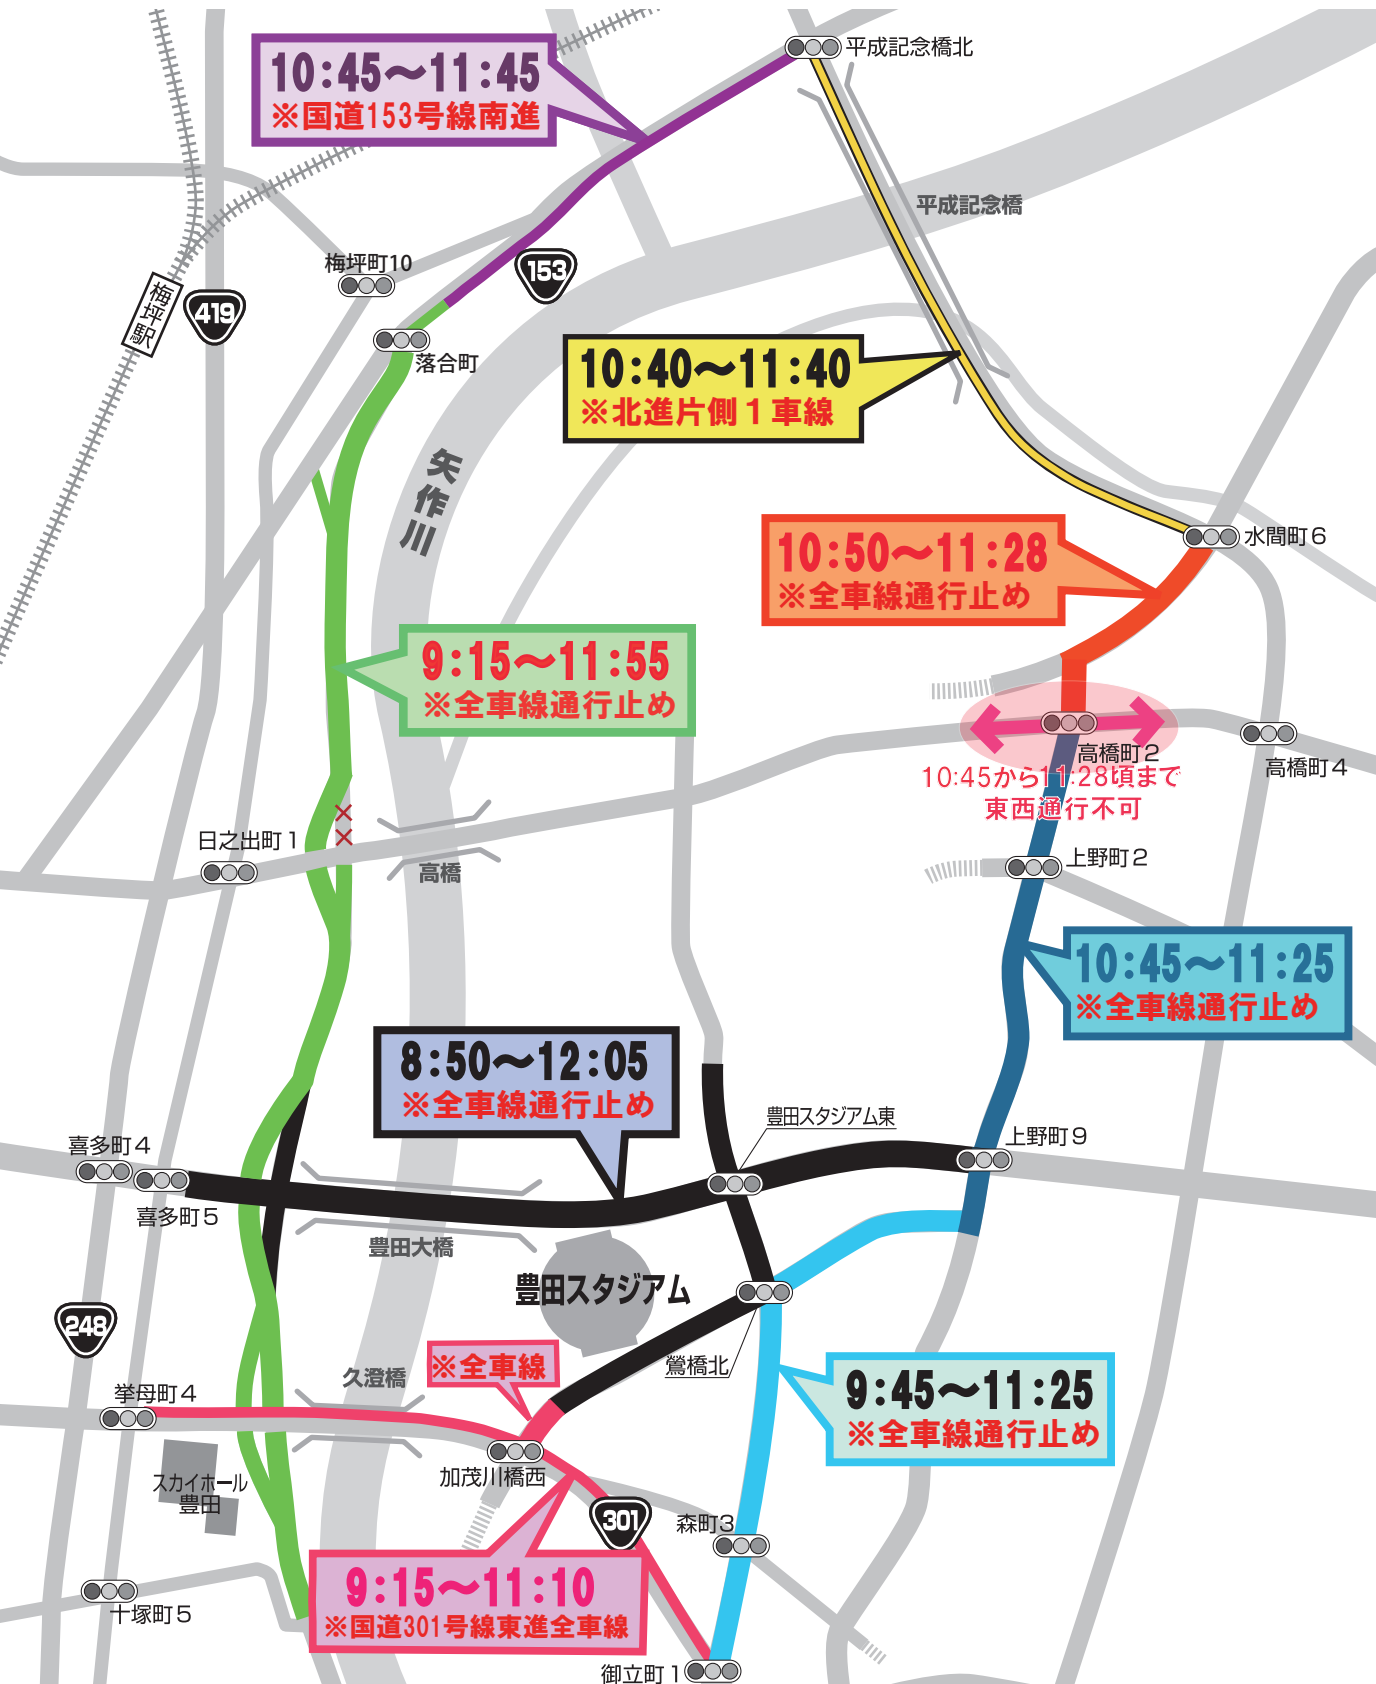 平成記念橋北
10:45～11:45
※国道153号線南進
平成記念橋
梅坪町10
153
梅坪駅
419
落合町
10:40～11:40
※北進片側１車線
矢作川
10:50～11:28
※全車線通行止め
水間町６
9:15～11:55
※全車線通行止め
高橋町２
10:45から11:28頃まで
東西通行不可
高橋町４
日之出町１
高橋
上野町２
10:45～11:25
※全車線通行止め
8:50～12:05
※全車線通行止め
豊田スタジアム東
上野町９
喜多町４
喜多町５
豊田大橋
豊田スタジアム
248
久澄橋
※全車線
鶯橋北
9:45～11:25
※全車線通行止め
挙母町４
加茂川橋西
スカイホール
豊田
301
森町３
9:15～11:10
※国道301号線東進全車線
十塚町５
御立町１